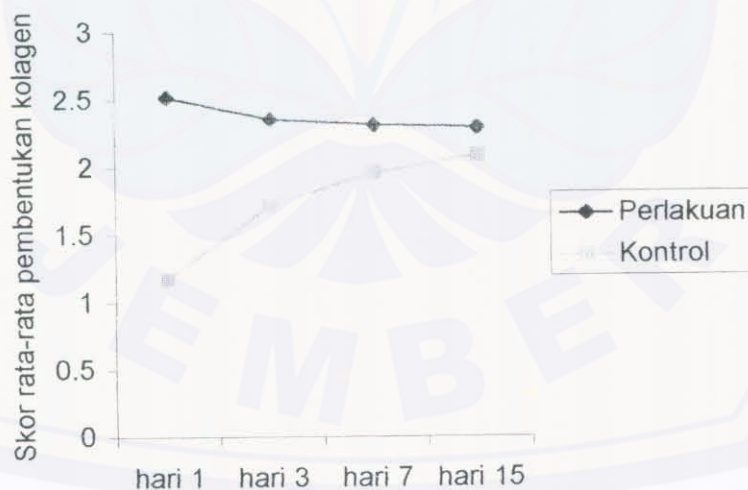 Skor rata-rata pembentukan kolagen
3
2.5
2
1.5
1
0.5
0
hari 1 hari 3 hari 7 hari 15
Perlakuan
Kontrol
JEMBER